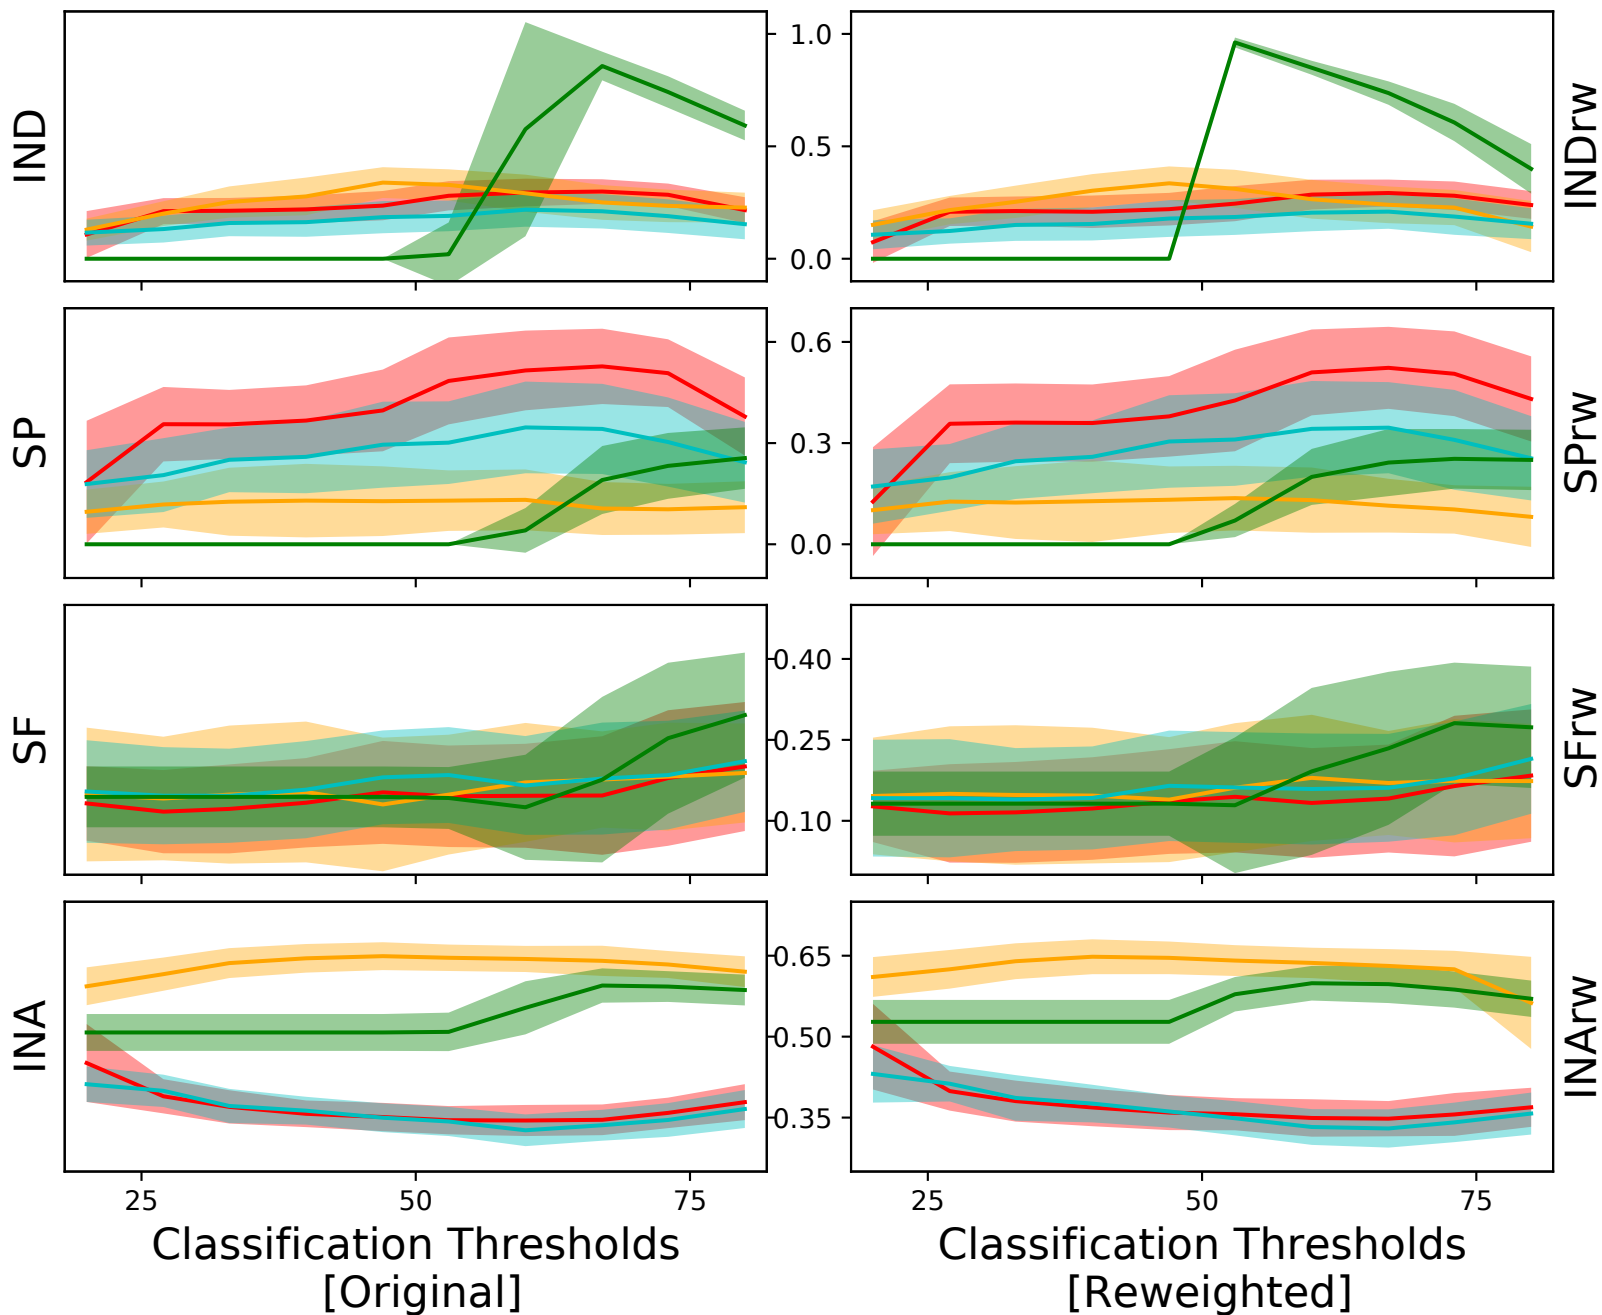 IND
1.0
0.5
0.0
INDrw
SP
0.6
0.3
0.0
SPrw
SF
0.40
0.25
0.10
SFrw
INA
0.65
0.50
0.35
INArw
25 50 75 25 50 75
Classification Thresholds
[Original]
Classification Thresholds
[Reweighted]